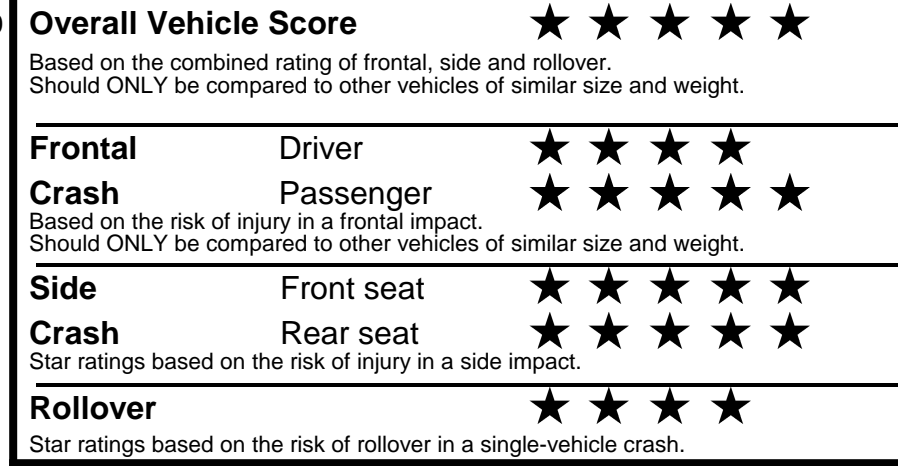 Overall Vehicle Score ★ ★ ★ ★ ★
Based on the combined rating of frontal, side and rollover.
Should ONLY be compared to other vehicles of similar size and weight.
Frontal Driver ★ ★ ★ ★
Crash Passenger ★ ★ ★ ★ ★
Based on the risk of injury in a frontal impact.
Should ONLY be compared to other vehicles of similar size and weight.
Side Front seat ★ ★ ★ ★ ★
Crash Rear seat ★ ★ ★ ★ ★
Star ratings based on the risk of injury in a side impact.
Rollover ★ ★ ★ ★
Star ratings based on the risk of rollover in a single-vehicle crash.